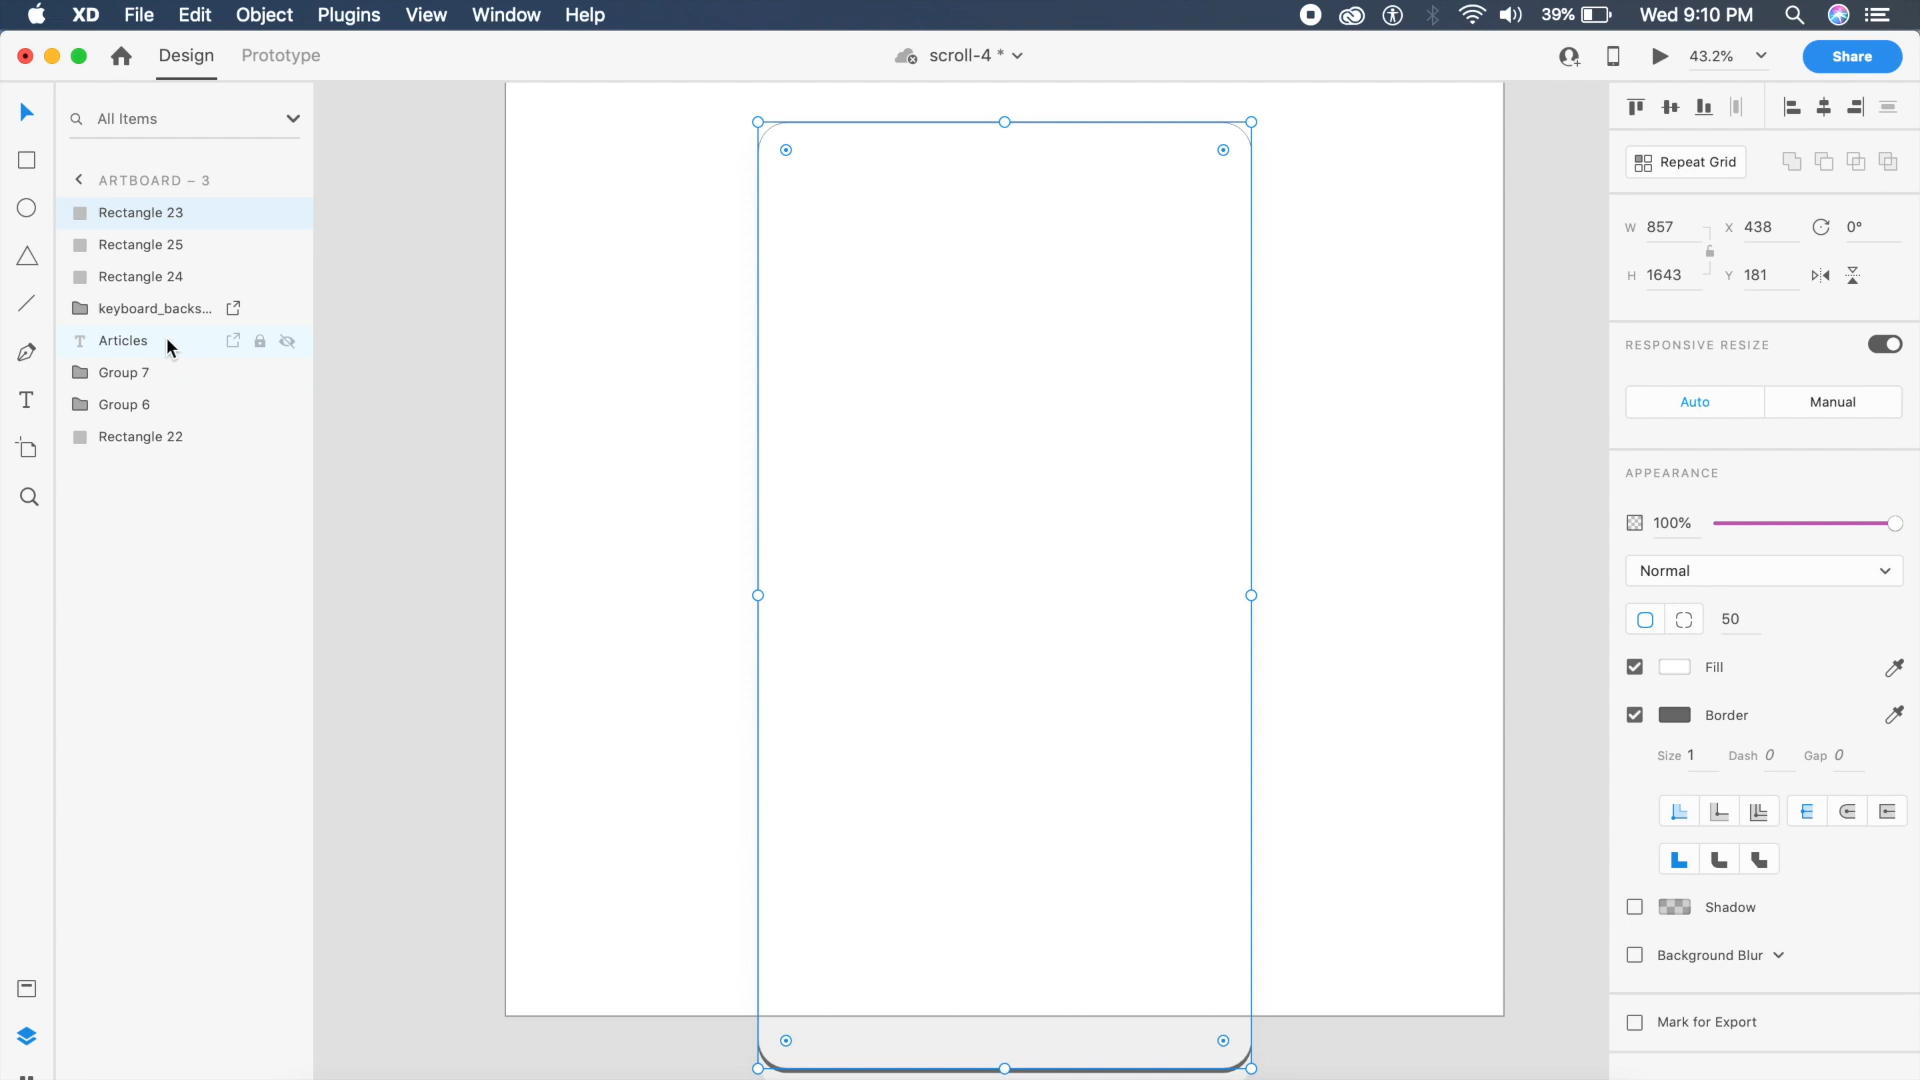 XD File Edit Object Plugins View Window Help 39% Wed 9:10 PM
Design Prototype scroll-4 * 43.2% Share
All Items
ARTBOARD – 3
Rectangle 23
Rectangle 25
Rectangle 24
keyboard_backs...
T Articles
Group 7
Group 6
Rectangle 22
Repeat Grid
W 857 X 438 0°
H 1643 Y 181
RESPONSIVE RESIZE
Auto Manual
APPEARANCE
100%
Normal
50
Fill
Border
Size 1 Dash 0 Gap 0
Shadow
Background Blur
Mark for Export